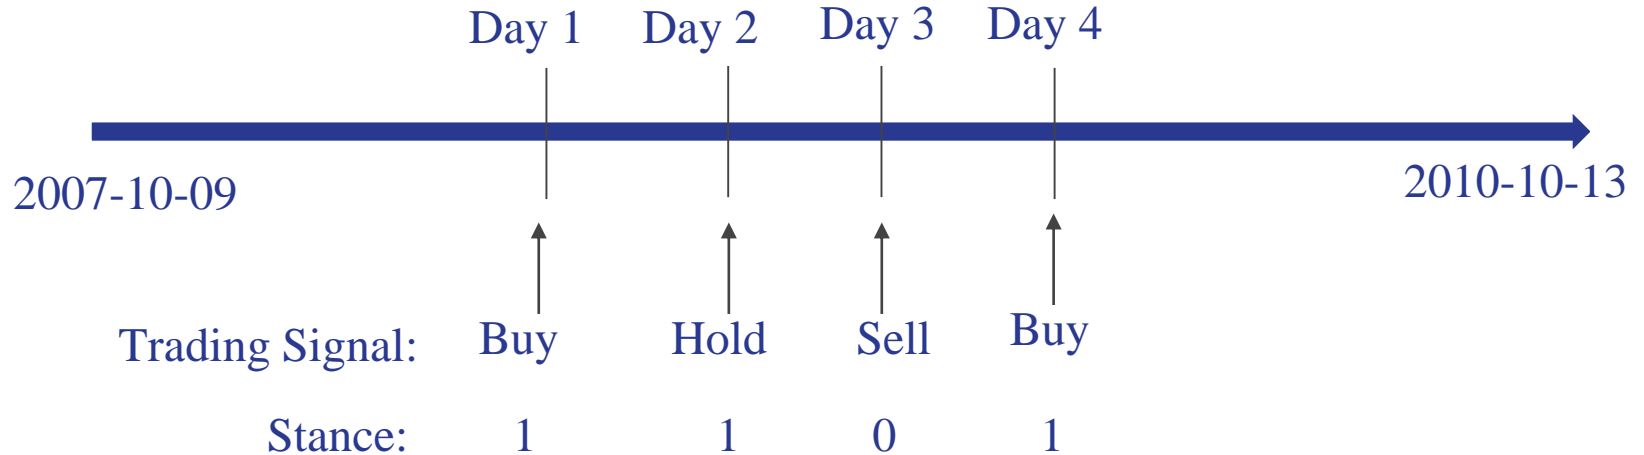 Day 1 Day 2 Day 3 Day 4
2007-10-09 2010-10-13
Trading Signal: Buy Hold Sell Buy
Stance: 1 1 0 1